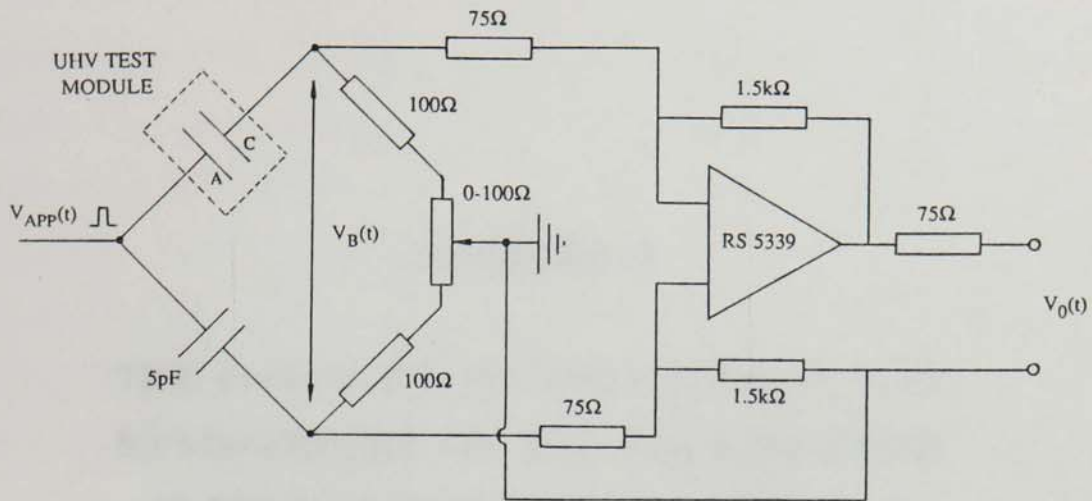 75Ω
UHV TEST
MODULE
1.5kΩ
100Ω
C
A
0-100Ω
V_APP(t)
V_B(t)
RS 5339
75Ω
V_0(t)
5pF
100Ω
75Ω
1.5kΩ